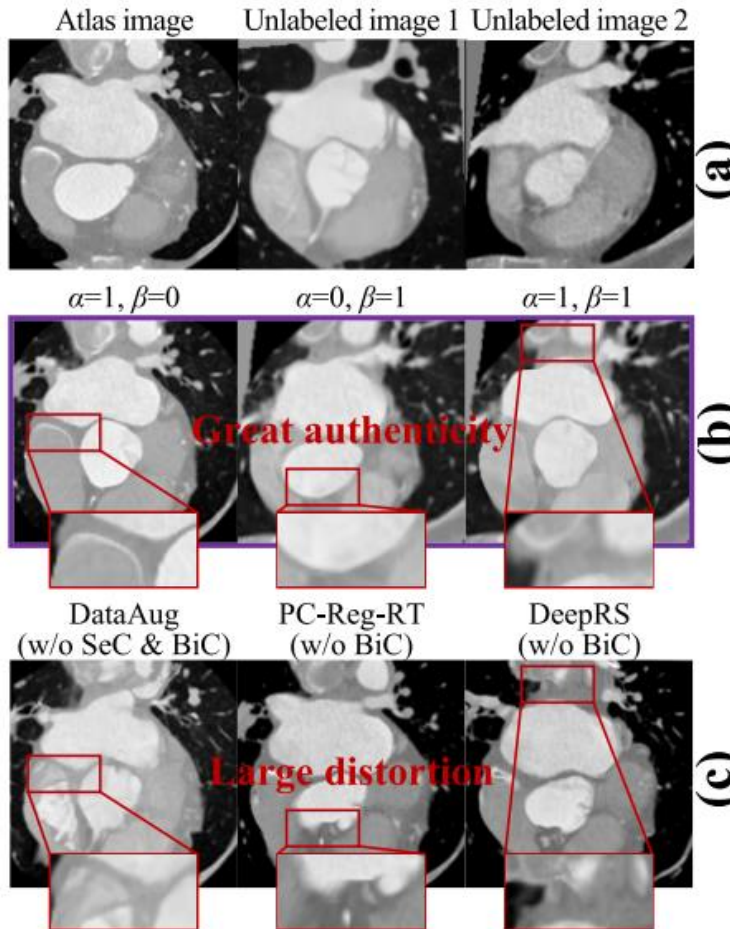 Atlas image Unlabeled image 1 Unlabeled image 2
(a)
α=1, β=0 α=0, β=1 α=1, β=1
Great authenticity
(b)
DataAug PC-Reg-RT DeepRS
(w/o SeC & BiC) (w/o BiC) (w/o BiC)
Large distortion
(c)